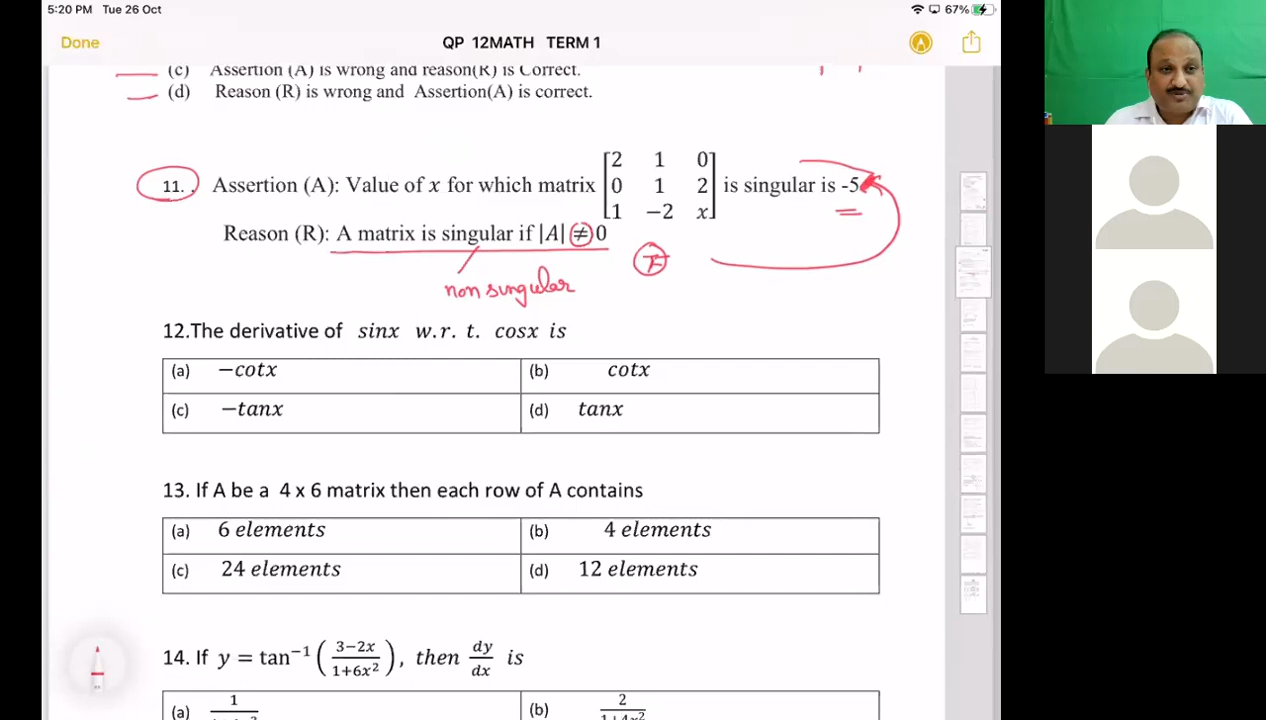 5:20 PM Tue 26 Oct
67%
Done
QP 12MATH TERM 1
(c) Assertion (A) is wrong and reason(R) is Correct.
(d) Reason (R) is wrong and Assertion(A) is correct.
11. . Assertion (A): Value of x for which matrix [2 1 0; 0 1 2; 1 −2 x] is singular is -5
Reason (R): A matrix is singular if |A| ≠ 0
F
non singular
12.The derivative of sinx w.r. t. cosx is
(a) −cotx (b) cotx
(c) −tanx (d) tanx
13. If A be a 4 x 6 matrix then each row of A contains
(a) 6 elements (b) 4 elements
(c) 24 elements (d) 12 elements
14. If y = tan⁻¹ (3−2x / 1+6x²), then dy/dx is
(a) 1 (b) 2 / 1+4x²